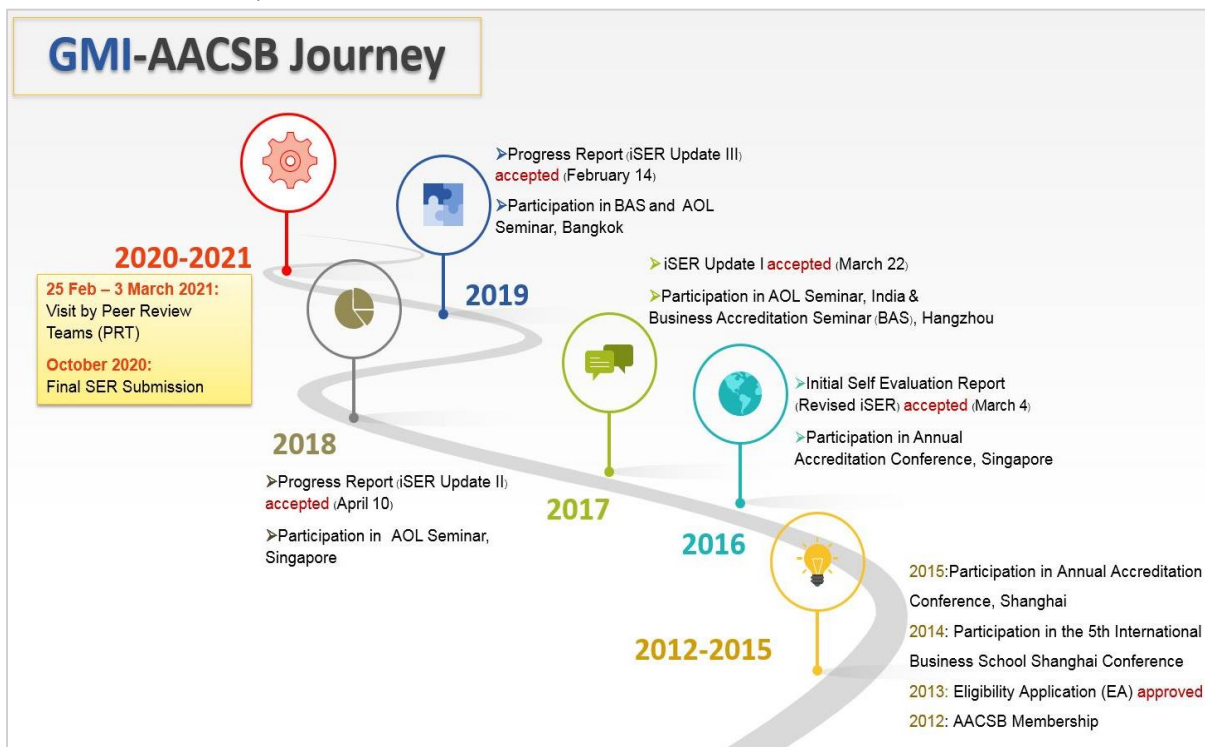 GMI-AACSB Journey
➢Progress Report (iSER Update III)
accepted (February 14)
➢Participation in BAS and AOL
Seminar, Bangkok
2020-2021
25 Feb – 3 March 2021:
Visit by Peer Review
Teams (PRT)
October 2020:
Final SER Submission
2019
➢iSER Update I accepted (March 22)
➢Participation in AOL Seminar, India &
Business Accreditation Seminar (BAS), Hangzhou
➢Initial Self Evaluation Report
(Revised iSER) accepted (March 4)
➢Participation in Annual
Accreditation Conference, Singapore
2018
➢Progress Report (iSER Update II)
accepted (April 10)
➢Participation in AOL Seminar,
Singapore
2017
2016
2012-2015
2015:Participation in Annual Accreditation
Conference, Shanghai
2014: Participation in the 5th International
Business School Shanghai Conference
2013: Eligibility Application (EA) approved
2012: AACSB Membership